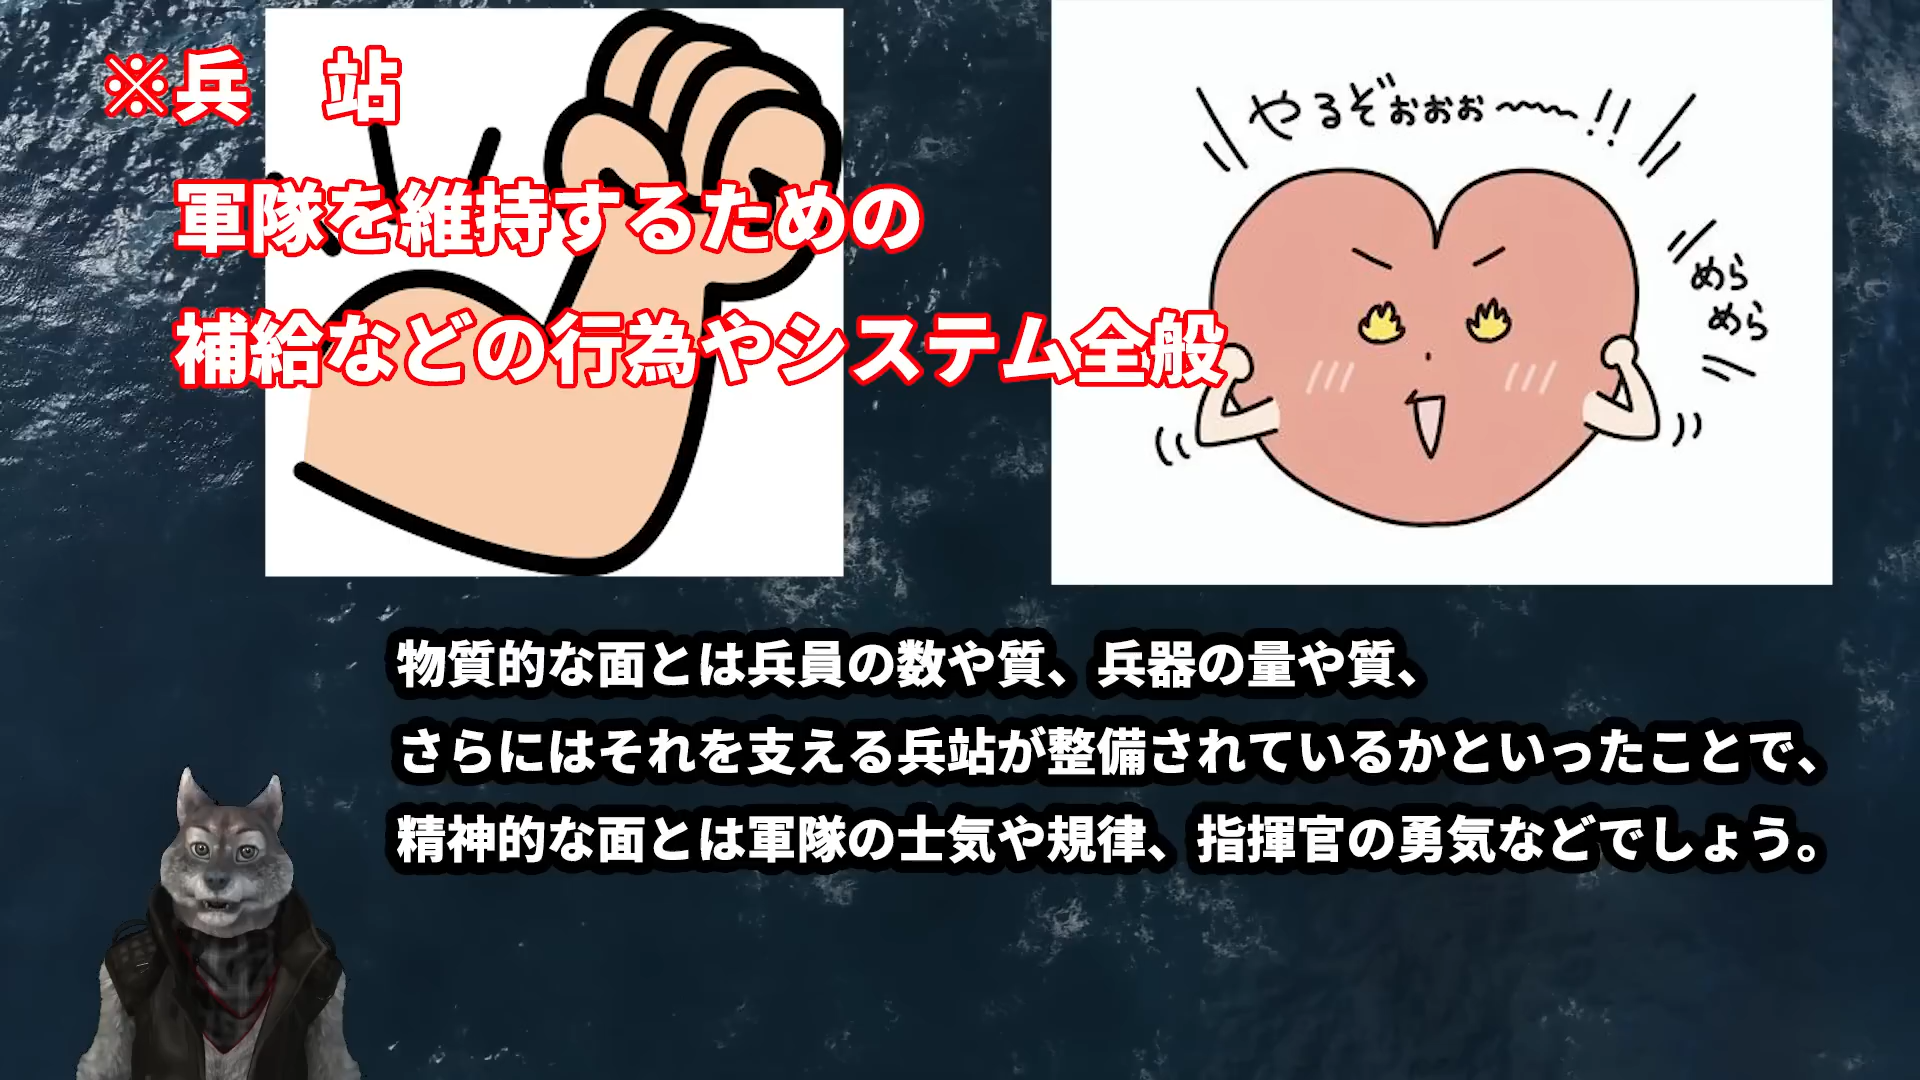 ※兵　站
軍隊を維持するための
補給などの行為やシステム全般
やるぞぉぉぉ〜〜!!
めら
めら
物質的な面とは兵員の数や質、兵器の量や質、
さらにはそれを支える兵站が整備されているかといったことで、
精神的な面とは軍隊の士気や規律、指揮官の勇気などでしょう。